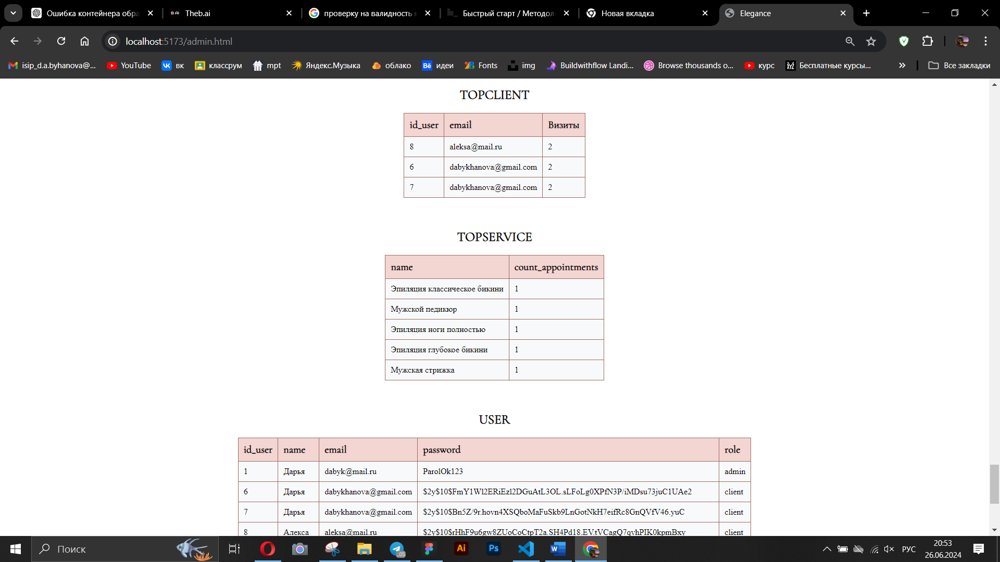 Ошибка контейнера обра
Theb.ai
проверку на валидность к
Быстрый старт / Методол
Новая вкладка
Elegance
localhost:5173/admin.html
isip_d.a.byhanova@...
YouTube
вк
класcрум
mpt
Яндекс.Музыка
облако
идеи
Fonts
img
Buildwithflow Landi...
Browse thousands o...
курс
Бесплатные курсы...
Все закладки
TOPCLIENT
id_user email Визиты
8 aleksa@mail.ru 2
6 dabykhanova@gmail.com 2
7 dabykhanova@gmail.com 2
TOPSERVICE
name count_appointments
Эпиляция классическое бикини 1
Мужской педикюр 1
Эпиляция ноги полностью 1
Эпиляция глубокое бикини 1
Мужская стрижка 1
USER
id_user name email password role
1 Дарья dabyk@mail.ru ParolOk123 admin
6 Дарья dabykhanova@gmail.com $2y$10$FmY1Wl2ERiEzl2DGuAtL3OL.sLFoLg0XPfN3P/iMDsu73juC1UAe2 client
7 Дарья dabykhanova@gmail.com $2y$10$Bn5Z/9r.hovn4XSQboMaFuSkb9LnGotNkH7eifRc8GnQVfV46.yuC client
8 Алекса aleksa@mail.ru $2y$10$rHhF9u6gw8ZUoCoCtpT2a.SH4Pd18.EV.tVCagQ7qvhPIK0kpmBxy client
Поиск
РУС
20:53
26.06.2024